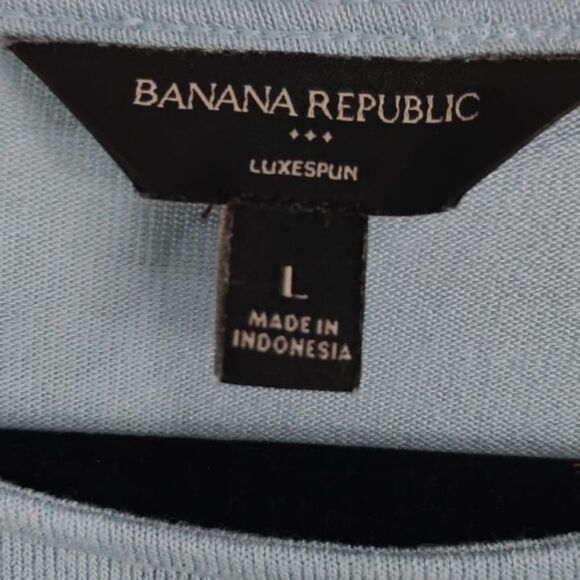 BANANA REPUBLIC
LUXESPUN
L
MADE IN
INDONESIA